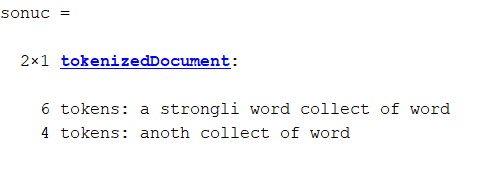 sonuc =
2×1 tokenizedDocument:
6 tokens: a strongli word collect of word
4 tokens: anoth collect of word